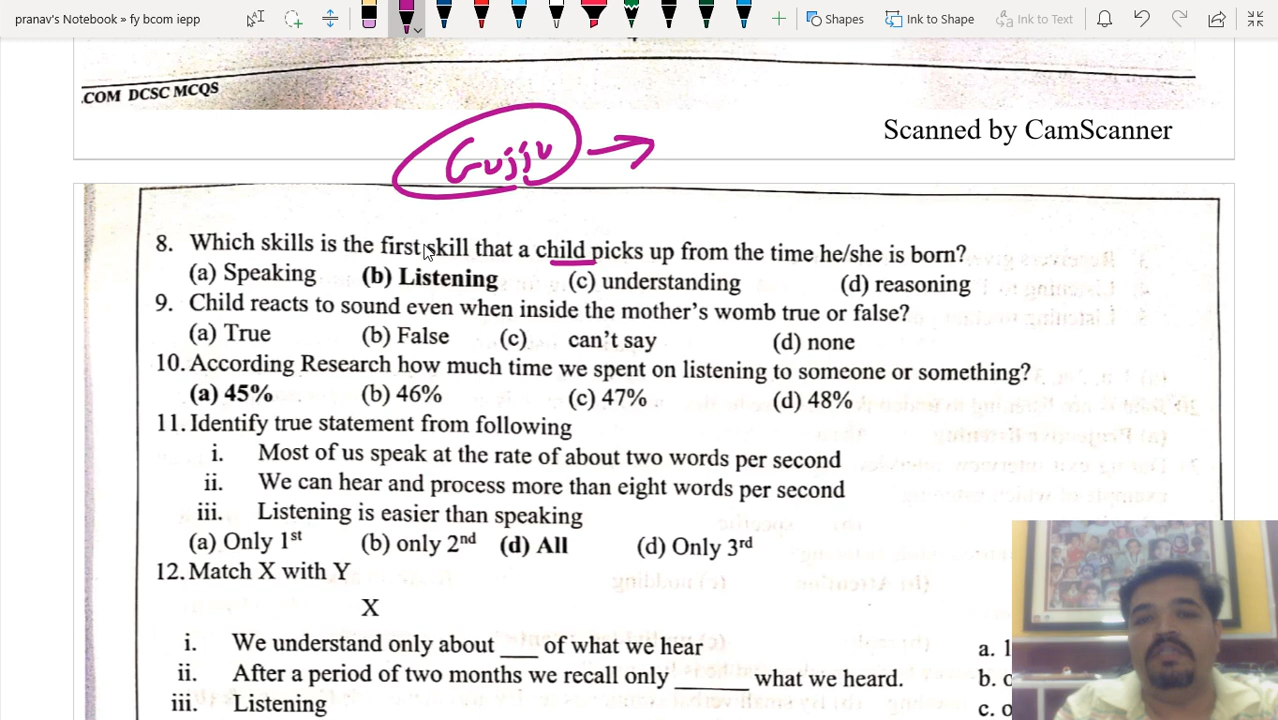 pranav's Notebook » fy bcom iepp
Shapes
Ink to Shape
Ink to Text
.COM DCSC MCQS
Scanned by CamScanner
Gujju
8. Which skills is the first skill that a child picks up from the time he/she is born?
(a) Speaking (b) Listening (c) understanding (d) reasoning
9. Child reacts to sound even when inside the mother's womb true or false?
(a) True (b) False (c) can't say (d) none
10. According Research how much time we spent on listening to someone or something?
(a) 45% (b) 46% (c) 47% (d) 48%
11. Identify true statement from following
i. Most of us speak at the rate of about two words per second
ii. We can hear and process more than eight words per second
iii. Listening is easier than speaking
(a) Only 1st (b) only 2nd (d) All (d) Only 3rd
12. Match X with Y
X
i. We understand only about ___ of what we hear a. 1
ii. After a period of two months we recall only ______ what we heard. b.
iii. Listening c.